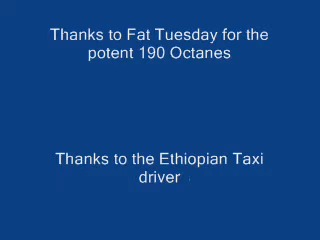 Thanks to Fat Tuesday for the
potent 190 Octanes
Thanks to the Ethiopian Taxi
driver